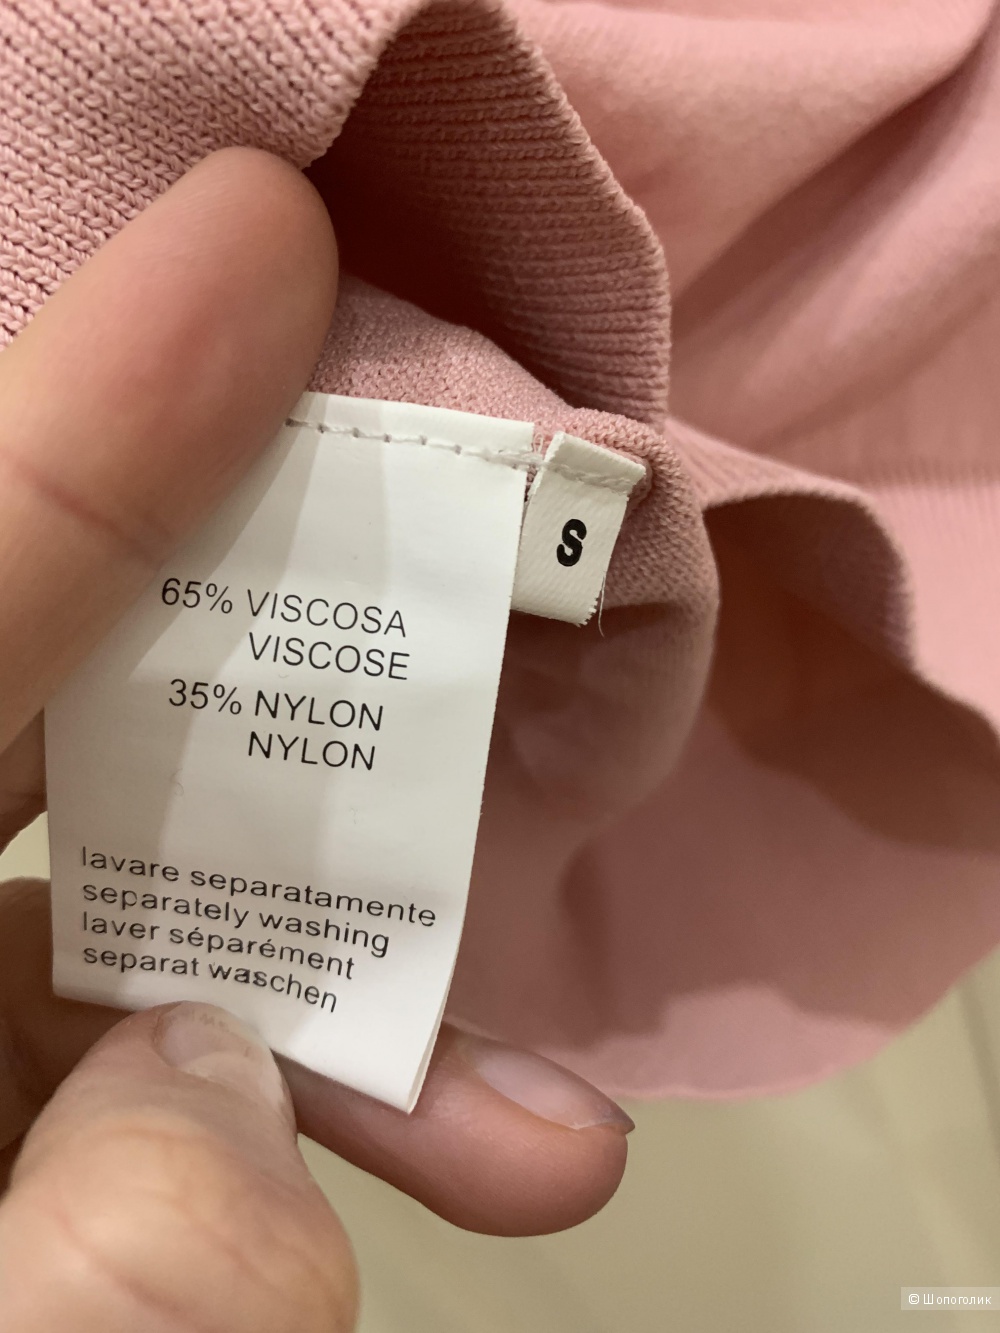 S
65% VISCOSA
VISCOSE
35% NYLON
NYLON
lavare separatamente
separately washing
laver séparément
separat waschen
© Шопоголик